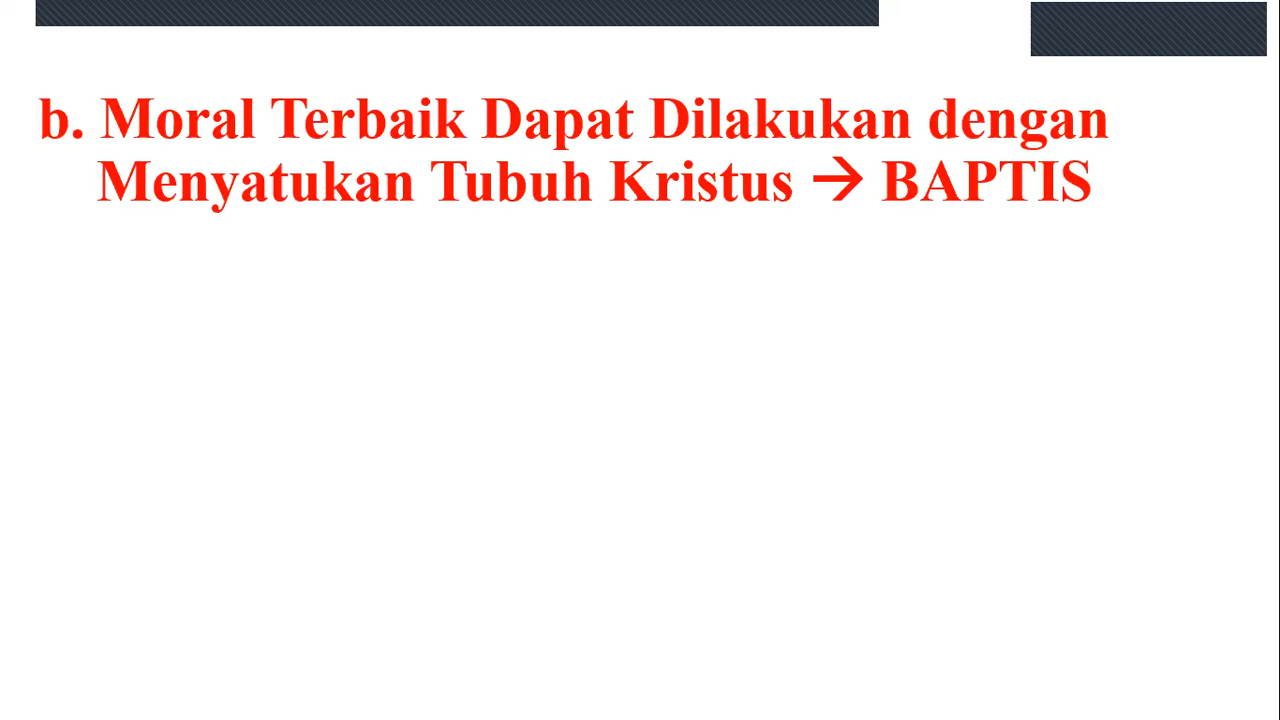 b. Moral Terbaik Dapat Dilakukan dengan
Menyatukan Tubuh Kristus → BAPTIS